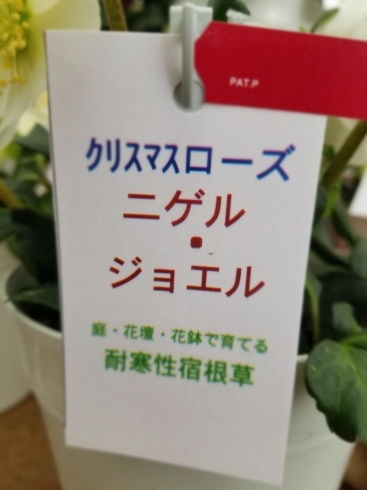 PAT.P
ｸﾘｽﾏｽローズ
ニゲル
・
ジョエル
庭・花壇・花鉢で育てる
耐寒性宿根草